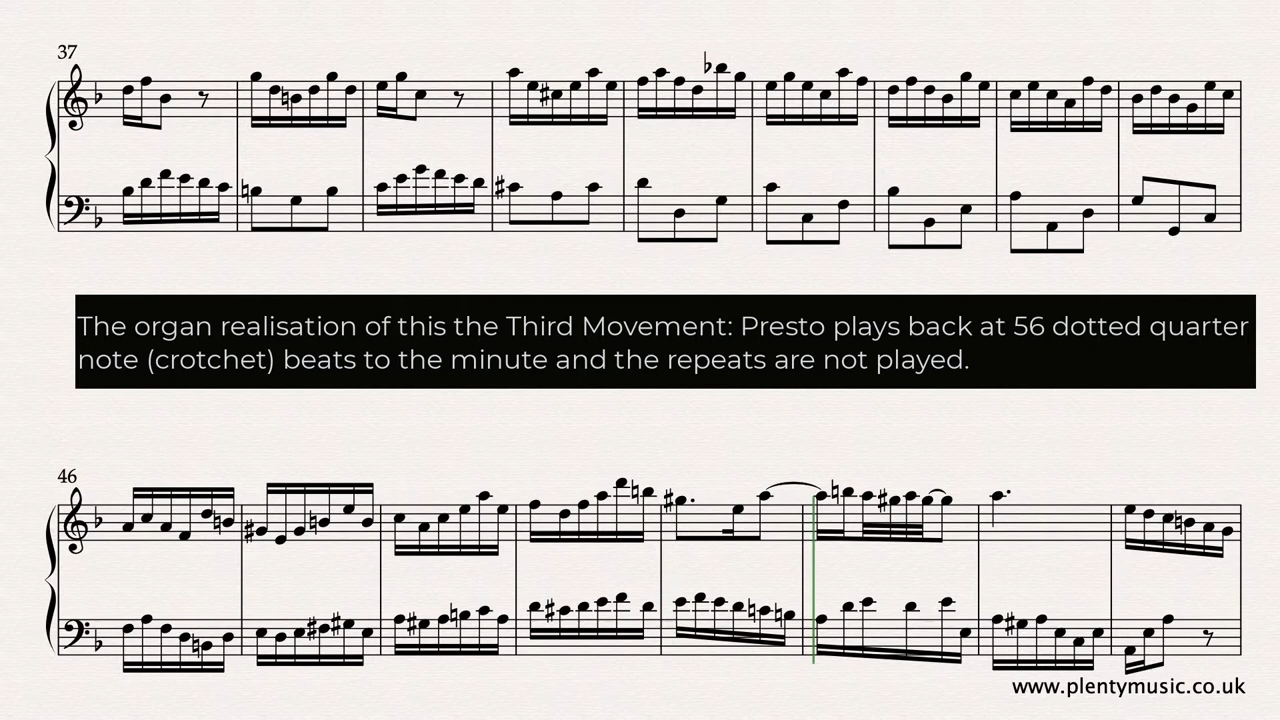 37
The organ realisation of this the Third Movement: Presto plays back at 56 dotted quarter
note (crotchet) beats to the minute and the repeats are not played.
46
www.plentymusic.co.uk